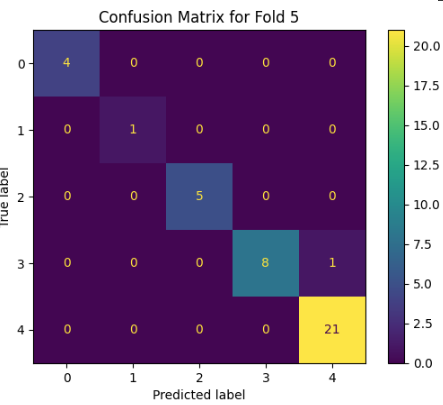 Confusion Matrix for Fold 5
0 4 0 0 0 0
1 0 1 0 0 0
2 0 0 5 0 0
3 0 0 0 8 1
4 0 0 0 0 21
0 1 2 3 4
Predicted label
True label
20.0
17.5
15.0
12.5
10.0
7.5
5.0
2.5
0.0